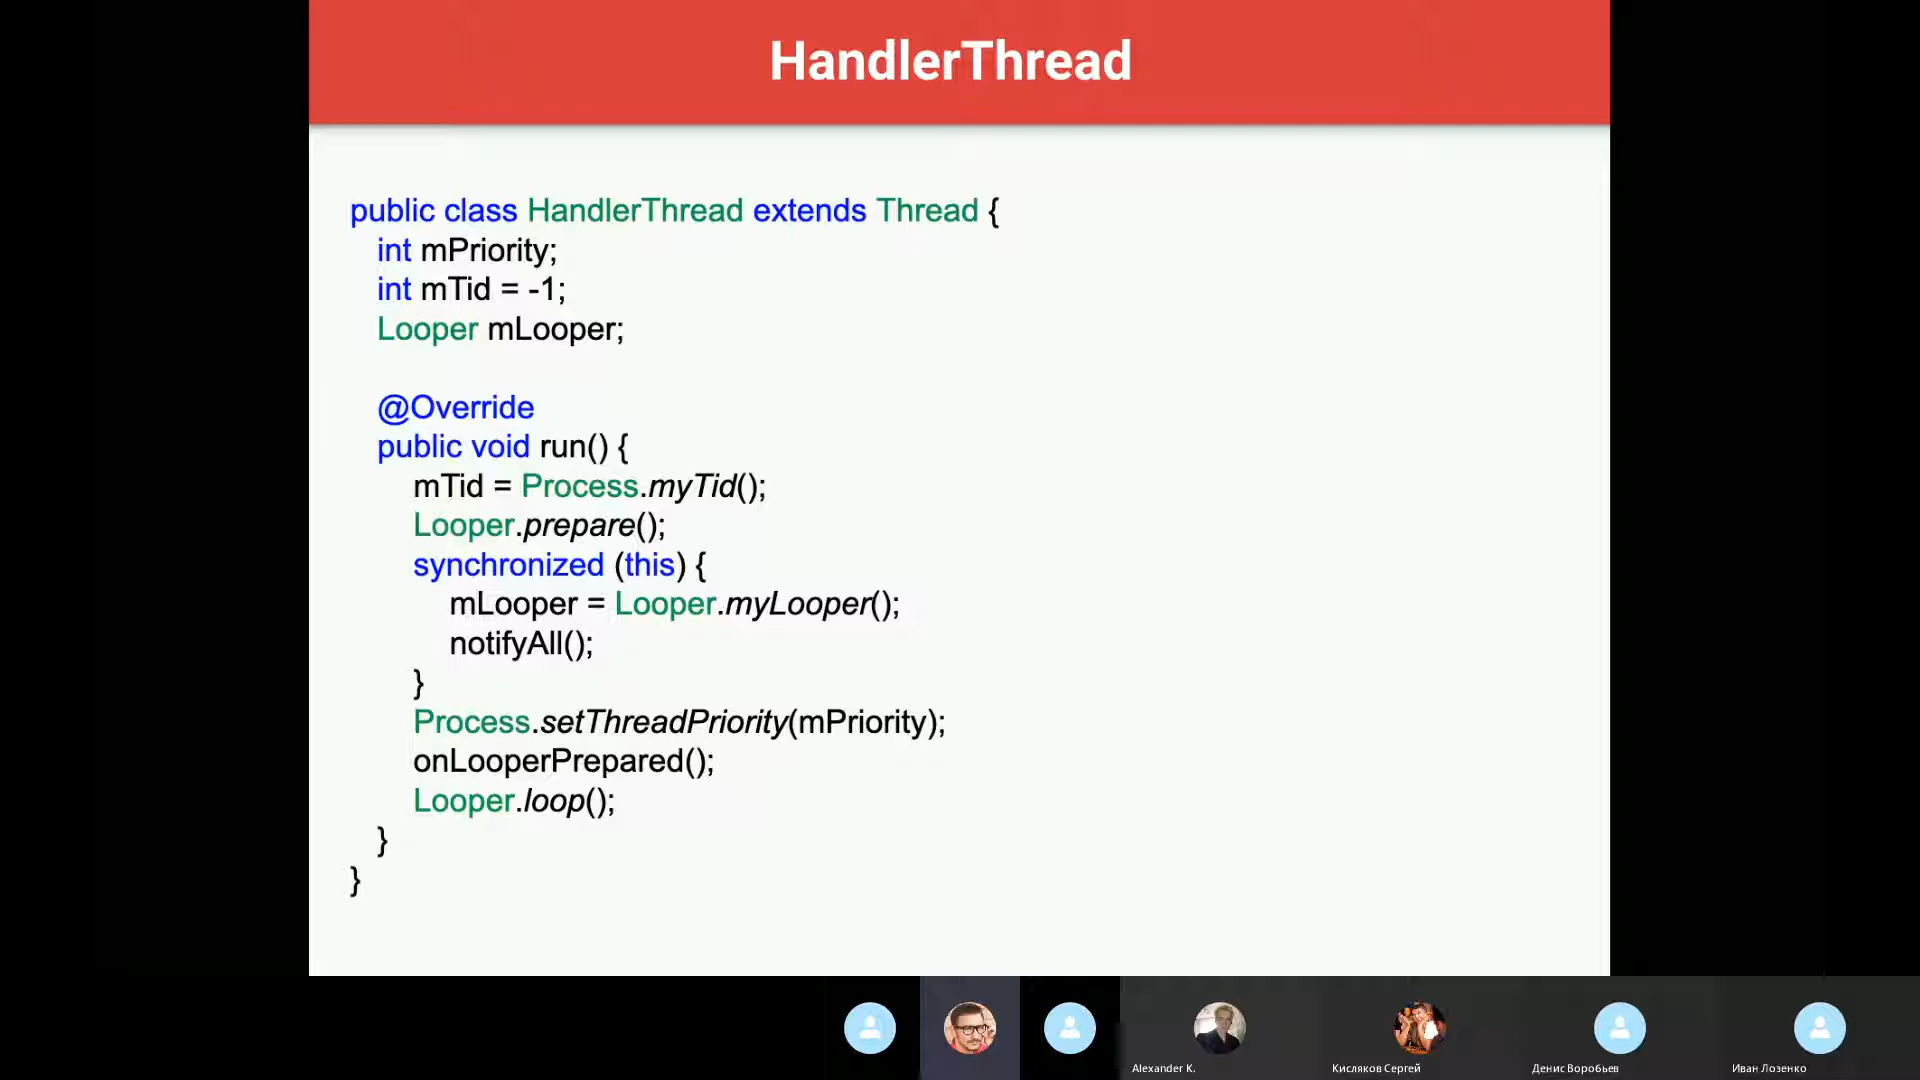 HandlerThread
public class HandlerThread extends Thread {
int mPriority;
int mTid = -1;
Looper mLooper;
@Override
public void run() {
mTid = Process.myTid();
Looper.prepare();
synchronized (this) {
mLooper = Looper.myLooper();
notifyAll();
}
Process.setThreadPriority(mPriority);
onLooperPrepared();
Looper.loop();
}
}
Alexander K.
Кисляков Сергей
Денис Воробьев
Иван Лозенко